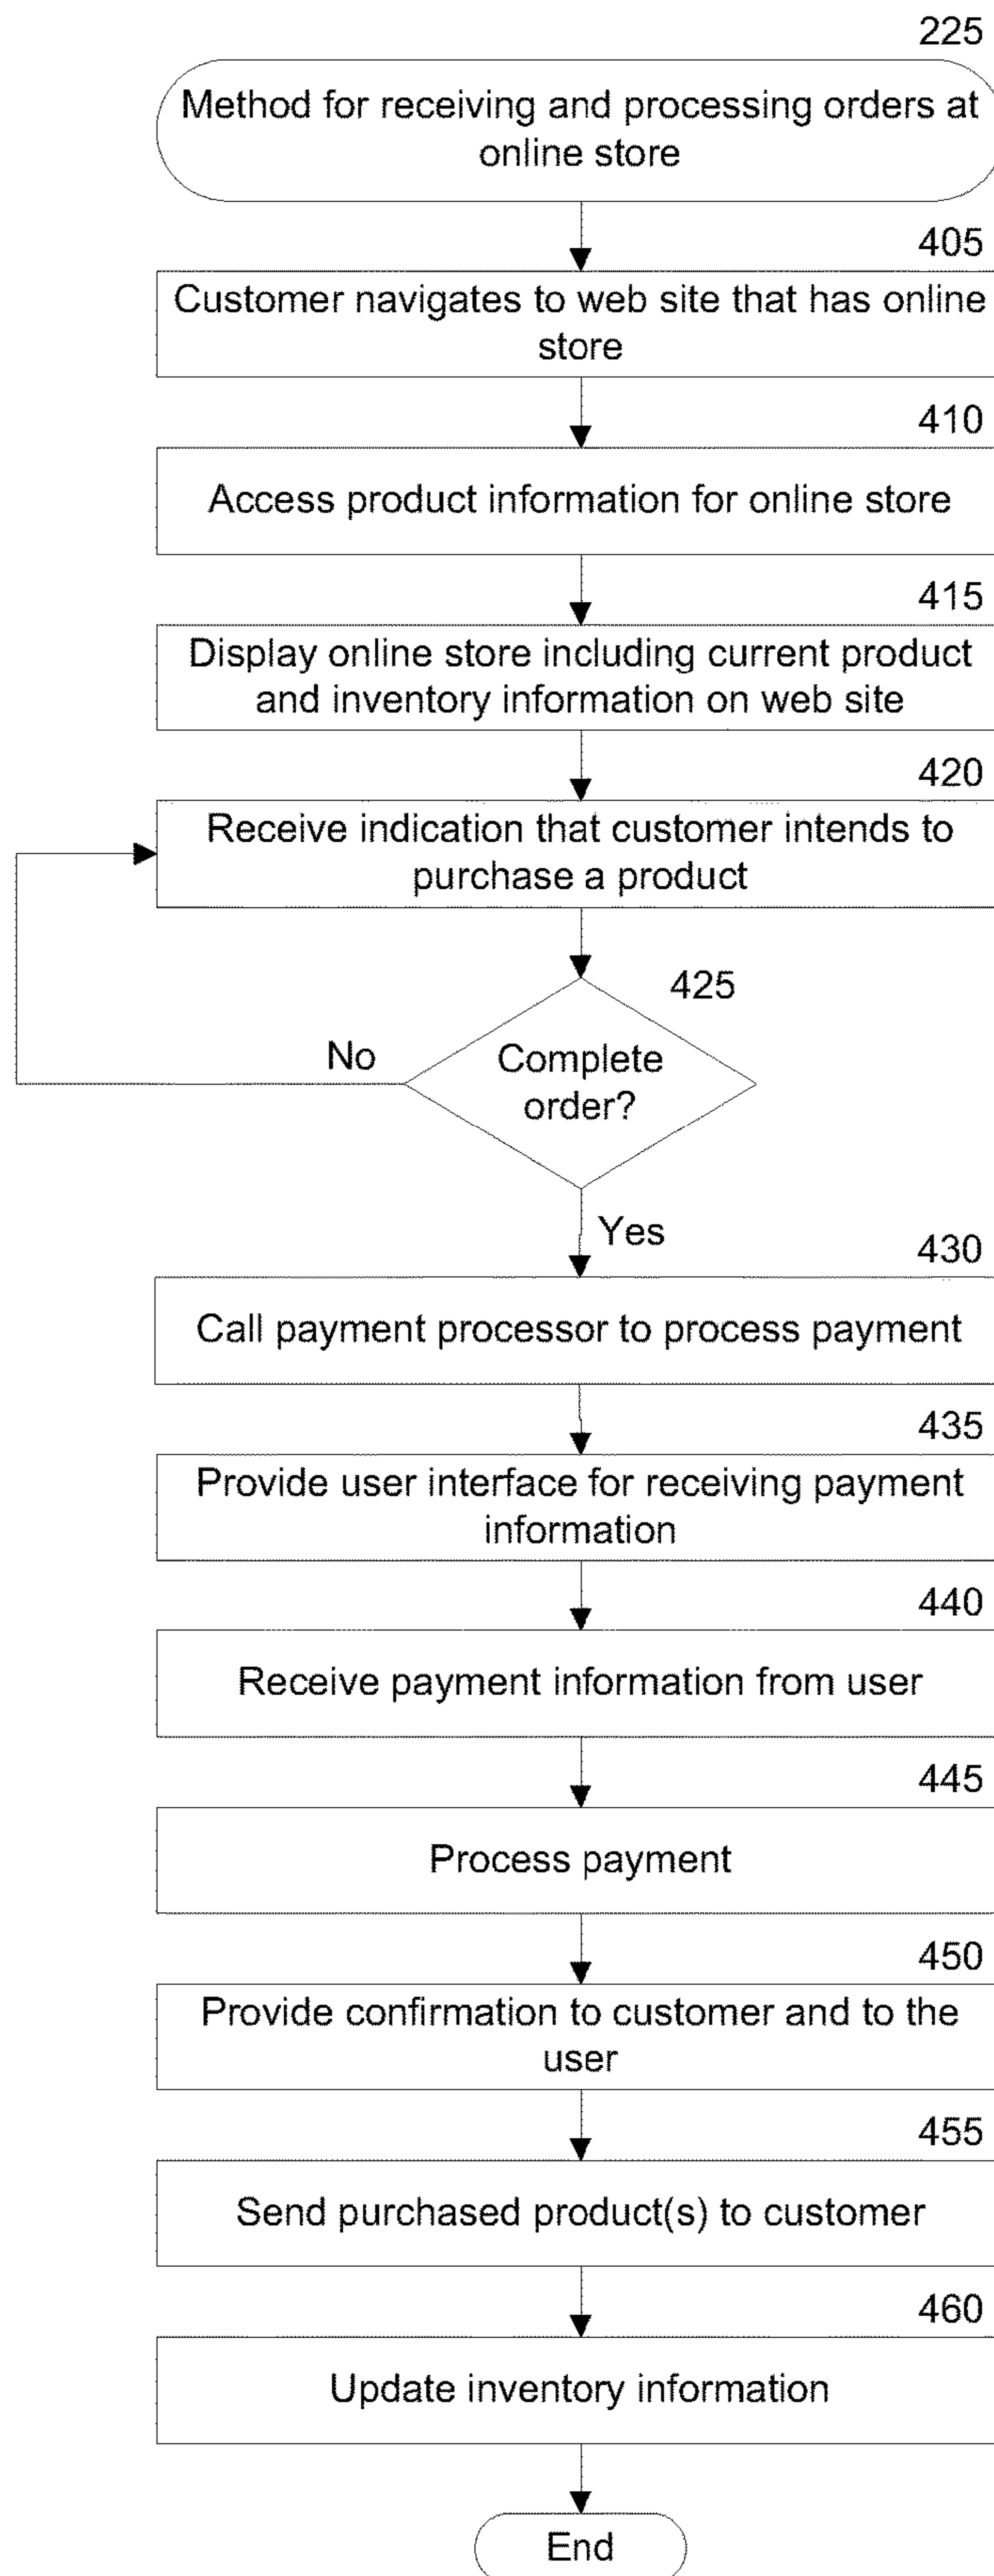 225
Method for receiving and processing orders at
online store
405
Customer navigates to web site that has online
store
410
Access product information for online store
415
Display online store including current product
and inventory information on web site
420
Receive indication that customer intends to
purchase a product
425
Complete
order?
No
Yes
430
Call payment processor to process payment
435
Provide user interface for receiving payment
information
440
Receive payment information from user
445
Process payment
450
Provide confirmation to customer and to the
user
455
Send purchased product(s) to customer
460
Update inventory information
End